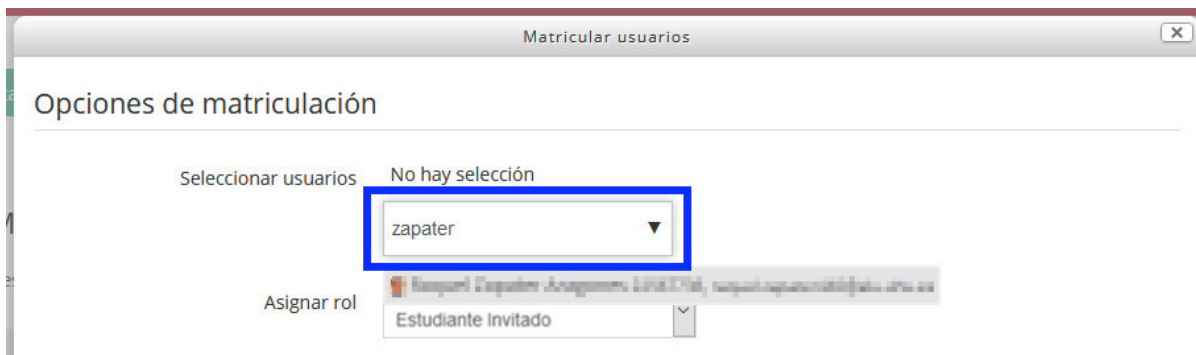 Matricular usuarios
Opciones de matriculación
Seleccionar usuarios
No hay selección
zapater
Asignar rol
Estudiante Invitado